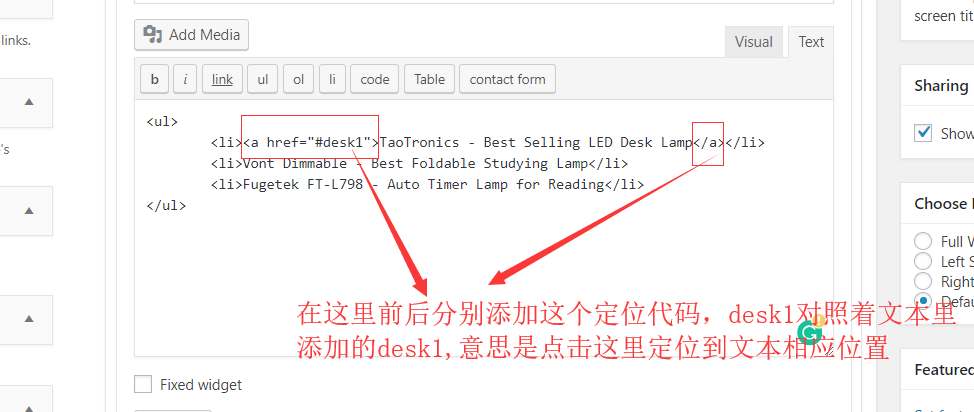 screen tit
links.
Add Media
Visual
Text
b
i
link
ul
ol
li
code
Table
contact form
Sharing
Show
's
<ul>
<li><a href="#desk1">TaoTronics - Best Selling LED Desk Lamp</a></li>
<li>Vont Dimmable - Best Foldable Studying Lamp</li>
<li>Fugetek FT-L798 - Auto Timer Lamp for Reading</li>
</ul>
Choose
Full W
Left S
Right
Defau
在这里前后分别添加这个定位代码，desk1对照着文本里
添加的desk1,意思是点击这里定位到文本相应位置
Featured
Fixed widget